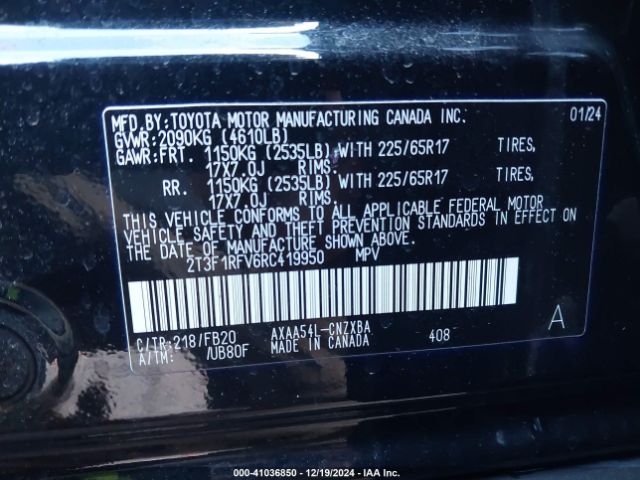 MFD.BY:TOYOTA MOTOR MANUFACTURING CANADA INC. 01/24
GVWR:2090KG (4610LB)
GAWR:FRT. 1150KG (2535LB) WITH 225/65R17 TIRES,
17X7.0J RIMS.
RR. 1150KG (2535LB) WITH 225/65R17 TIRES,
17X7.0J RIMS.
THIS VEHICLE CONFORMS TO ALL APPLICABLE FEDERAL MOTOR
VEHICLE SAFETY AND THEFT PREVENTION STANDARDS IN EFFECT ON
THE DATE OF MANUFACTURE SHOWN ABOVE.
2T3F1RFV6RC419950 MPV
C/TR:218/FB20 AXAA54L-CNZXBA 408 A
A/TM: /UB80F MADE IN CANADA
000-41036850 - 12/19/2024 - IAA Inc.